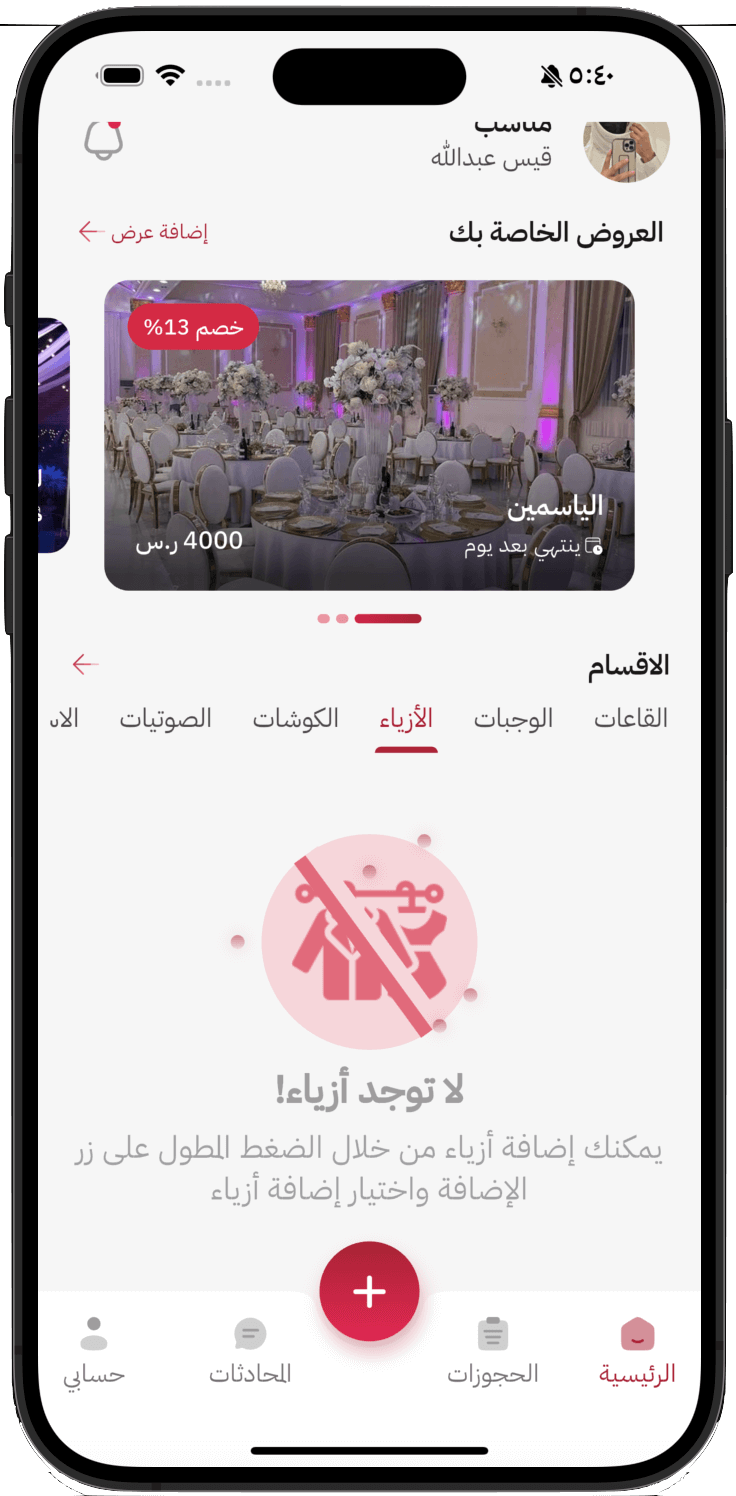 ٥:٤٠
مناسب
قيس عبدالله
العروض الخاصة بك
إضافة عرض
خصم 13%
الياسمين
ينتهي بعد يوم
4000 ر.س
الاقسام
القاعات الوجبات الأزياء الكوشات الصوتيات
لا توجد أزياء!
يمكنك إضافة أزياء من خلال الضغط المطول على زر
الإضافة واختيار إضافة أزياء
الرئيسية الحجوزات المحادثات حسابي